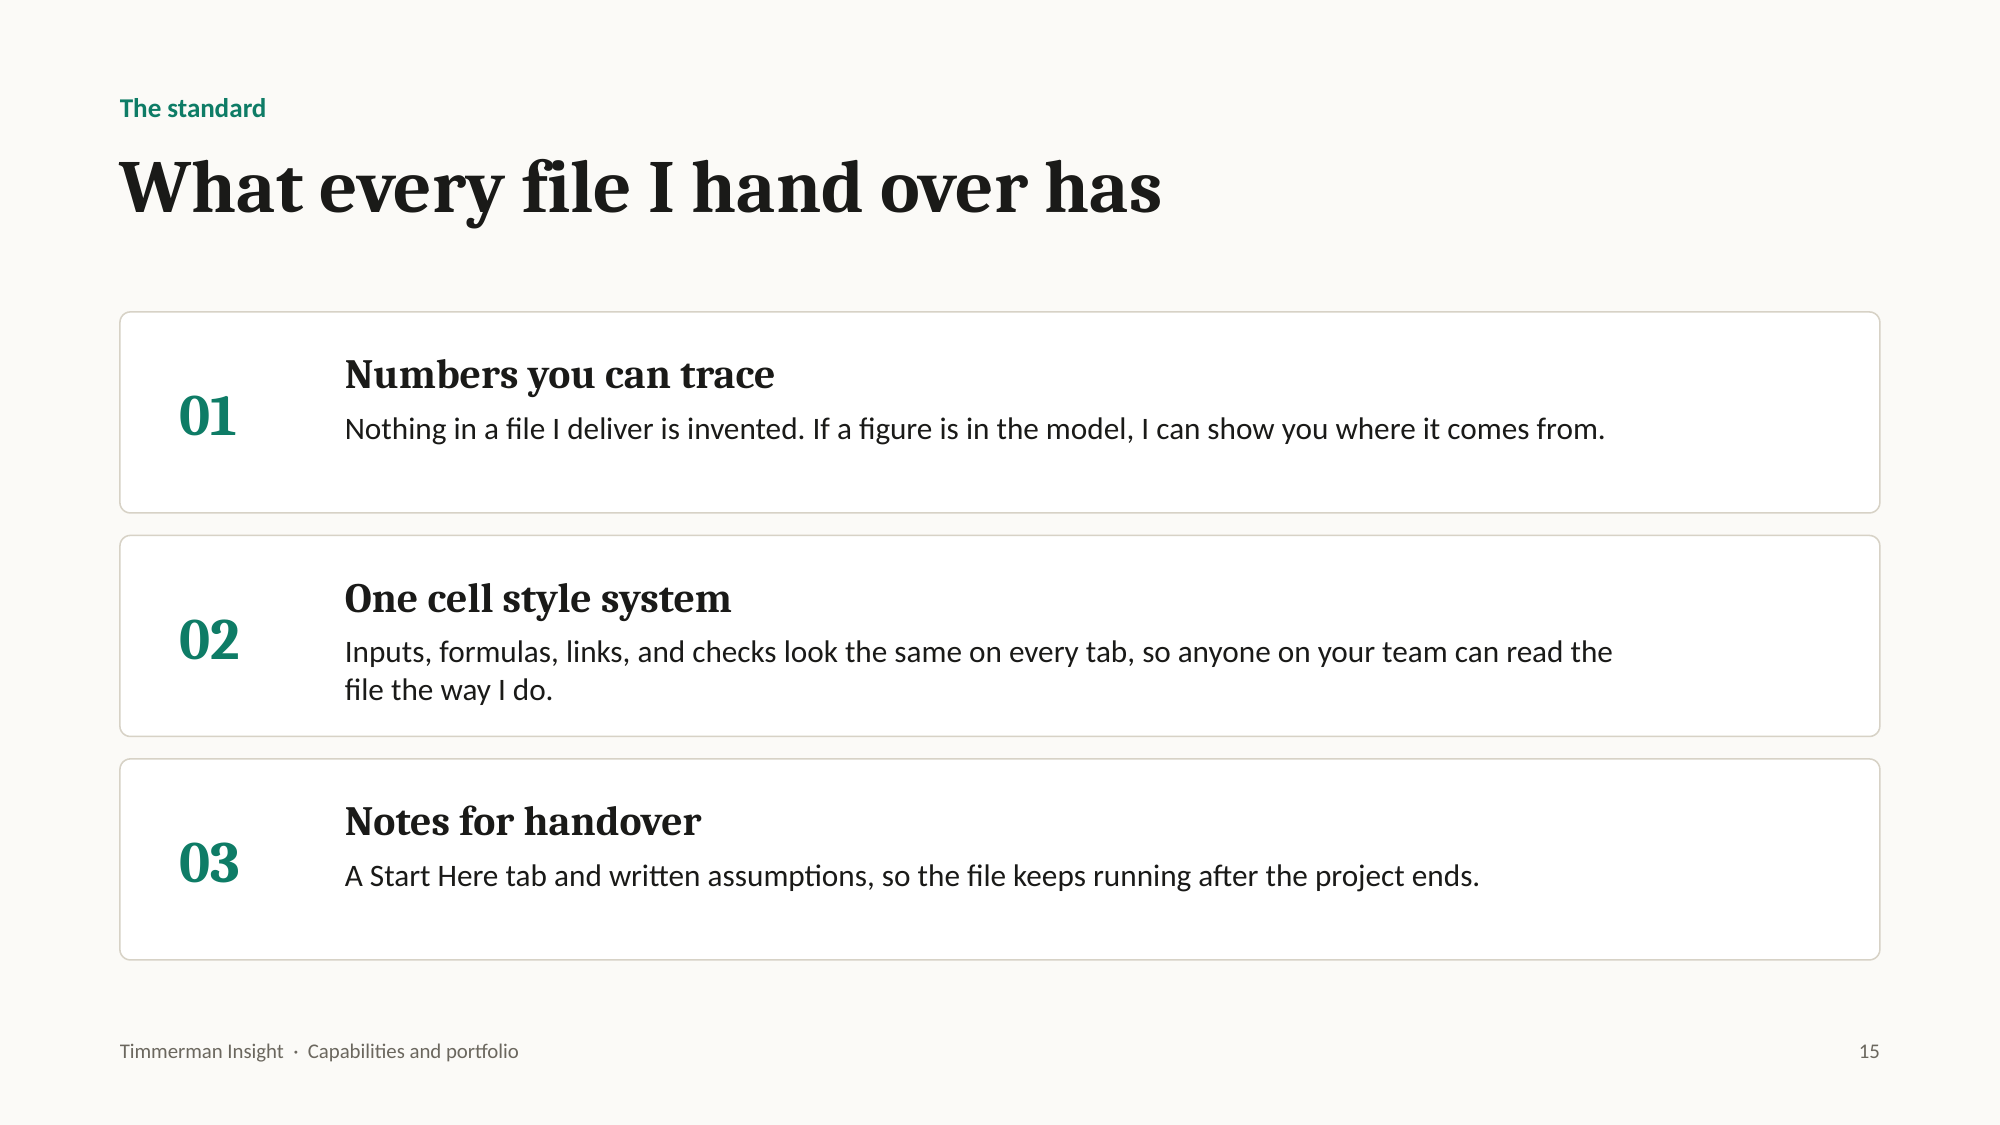 The standard
What every file I hand over has
01
Numbers you can trace
Nothing in a file I deliver is invented. If a figure is in the model, I can show you where it comes from.
02
One cell style system
Inputs, formulas, links, and checks look the same on every tab, so anyone on your team can read the
file the way I do.
03
Notes for handover
A Start Here tab and written assumptions, so the file keeps running after the project ends.
Timmerman Insight · Capabilities and portfolio
15